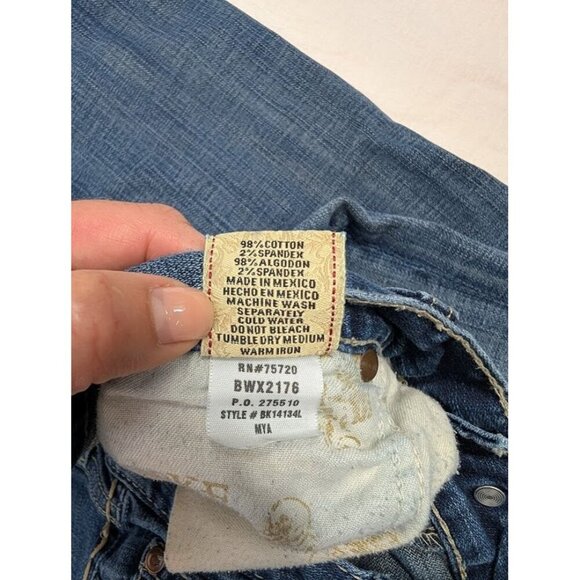 98% COTTON
2% SPANDEX
98% ALGODON
2% SPANDEX
MADE IN MEXICO
HECHO EN MEXICO
MACHINE WASH
SEPARATELY
COLD WATER
DO NOT BLEACH
TUMBLE DRY MEDIUM
WARM IRON
RN#75720
BWX2176
P.O. 275510
STYLE # BK14134L
MYA